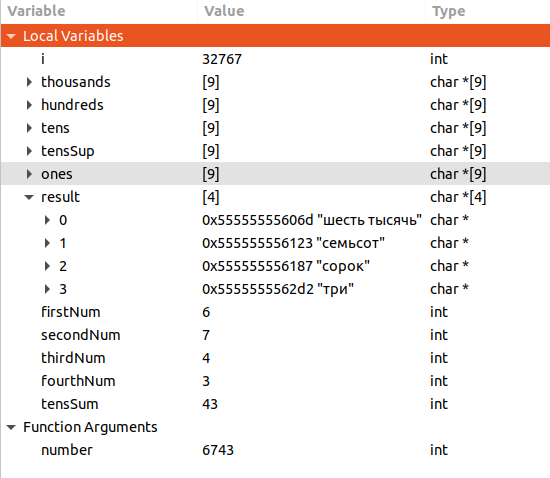 Variable Value Type
Local Variables
i 32767 int
thousands [9] char *[9]
hundreds [9] char *[9]
tens [9] char *[9]
tensSup [9] char *[9]
ones [9] char *[9]
result [4] char *[4]
0 0x55555555606d "шесть тысячь" char *
1 0x555555556123 "семьсот" char *
2 0x555555556187 "сорок" char *
3 0x5555555562d2 "три" char *
firstNum 6 int
secondNum 7 int
thirdNum 4 int
fourthNum 3 int
tensSum 43 int
Function Arguments
number 6743 int